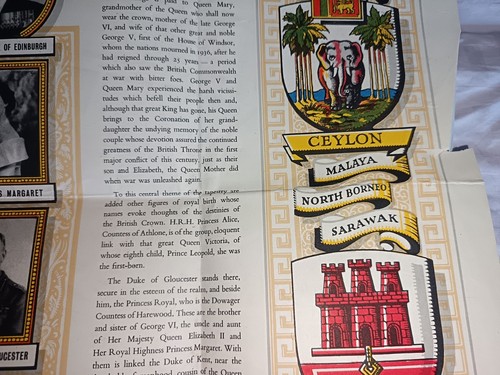 is paid to Queen Mary,
grandmother of the Queen who shall now
wear the crown, mother of the late George
VI, and wife of that other great and noble
George V, first of the House of Windsor,
whom the nations mourned in 1936, after he
had reigned through 25 years — a period
which also saw the British Commonwealth
at war with bitter foes. George V and
Queen Mary experienced the harsh vicissi-
tudes which befell their people then and,
although that great King has gone, his Queen
brings to the Coronation of her grand-
daughter the undying memory of the noble
couple whose devotion assured the continued
greatness of the British Throne in the first
major conflict of this century, just as their
son and Elizabeth, the Queen Mother did
when war was unleashed again.
To this central theme of the tapestry are
added other figures of royal birth whose
names evoke thoughts of the destinies of
the British Crown. H.R.H. Princess Alice,
Countess of Athlone, is of the group, eloquent
link with that great Queen Victoria, of
whose eighth child, Prince Leopold, she was
the first-born.
The Duke of Gloucester stands there,
secure in the esteem of the realm, and beside
him, the Princess Royal, who is the Dowager
Countess of Harewood. These are the brother
and sister of George VI, the uncle and aunt
of Her Majesty Queen Elizabeth II and
Her Royal Highness Princess Margaret. With
them is linked the Duke of Kent, near the
cousin of the Queen
OF EDINBURGH
MARGARET
UCESTER
CEYLON
MALAYA
NORTH BORNEO
SARAWAK